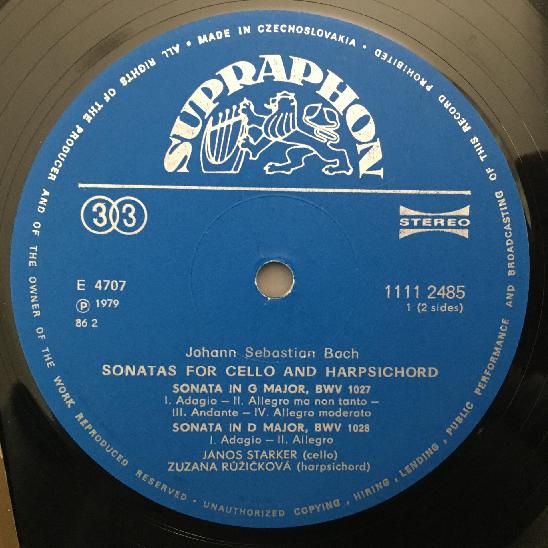 SUPRAPHON
33
STEREO
E 4707
1111 2485
℗ 1979
1 (2 sides)
86 2
Johann Sebastian Bach
SONATAS FOR CELLO AND HARPSICHORD
SONATA IN G MAJOR, BWV 1027
I. Adagio – II. Allegro ma non tanto –
III. Andante – IV. Allegro moderato
SONATA IN D MAJOR, BWV 1028
I. Adagio – II. Allegro
JÁNOS STARKER (cello)
ZUZANA RŮŽIČKOVÁ (harpsichord)
MADE IN CZECHOSLOVAKIA • ALL RIGHTS OF THE PRODUCER AND OF THE OWNER OF THE WORK REPRODUCED RESERVED - UNAUTHORIZED COPYING, HIRING, LENDING, PUBLIC PERFORMANCE AND BROADCASTING OF THIS RECORD PROHIBITED •